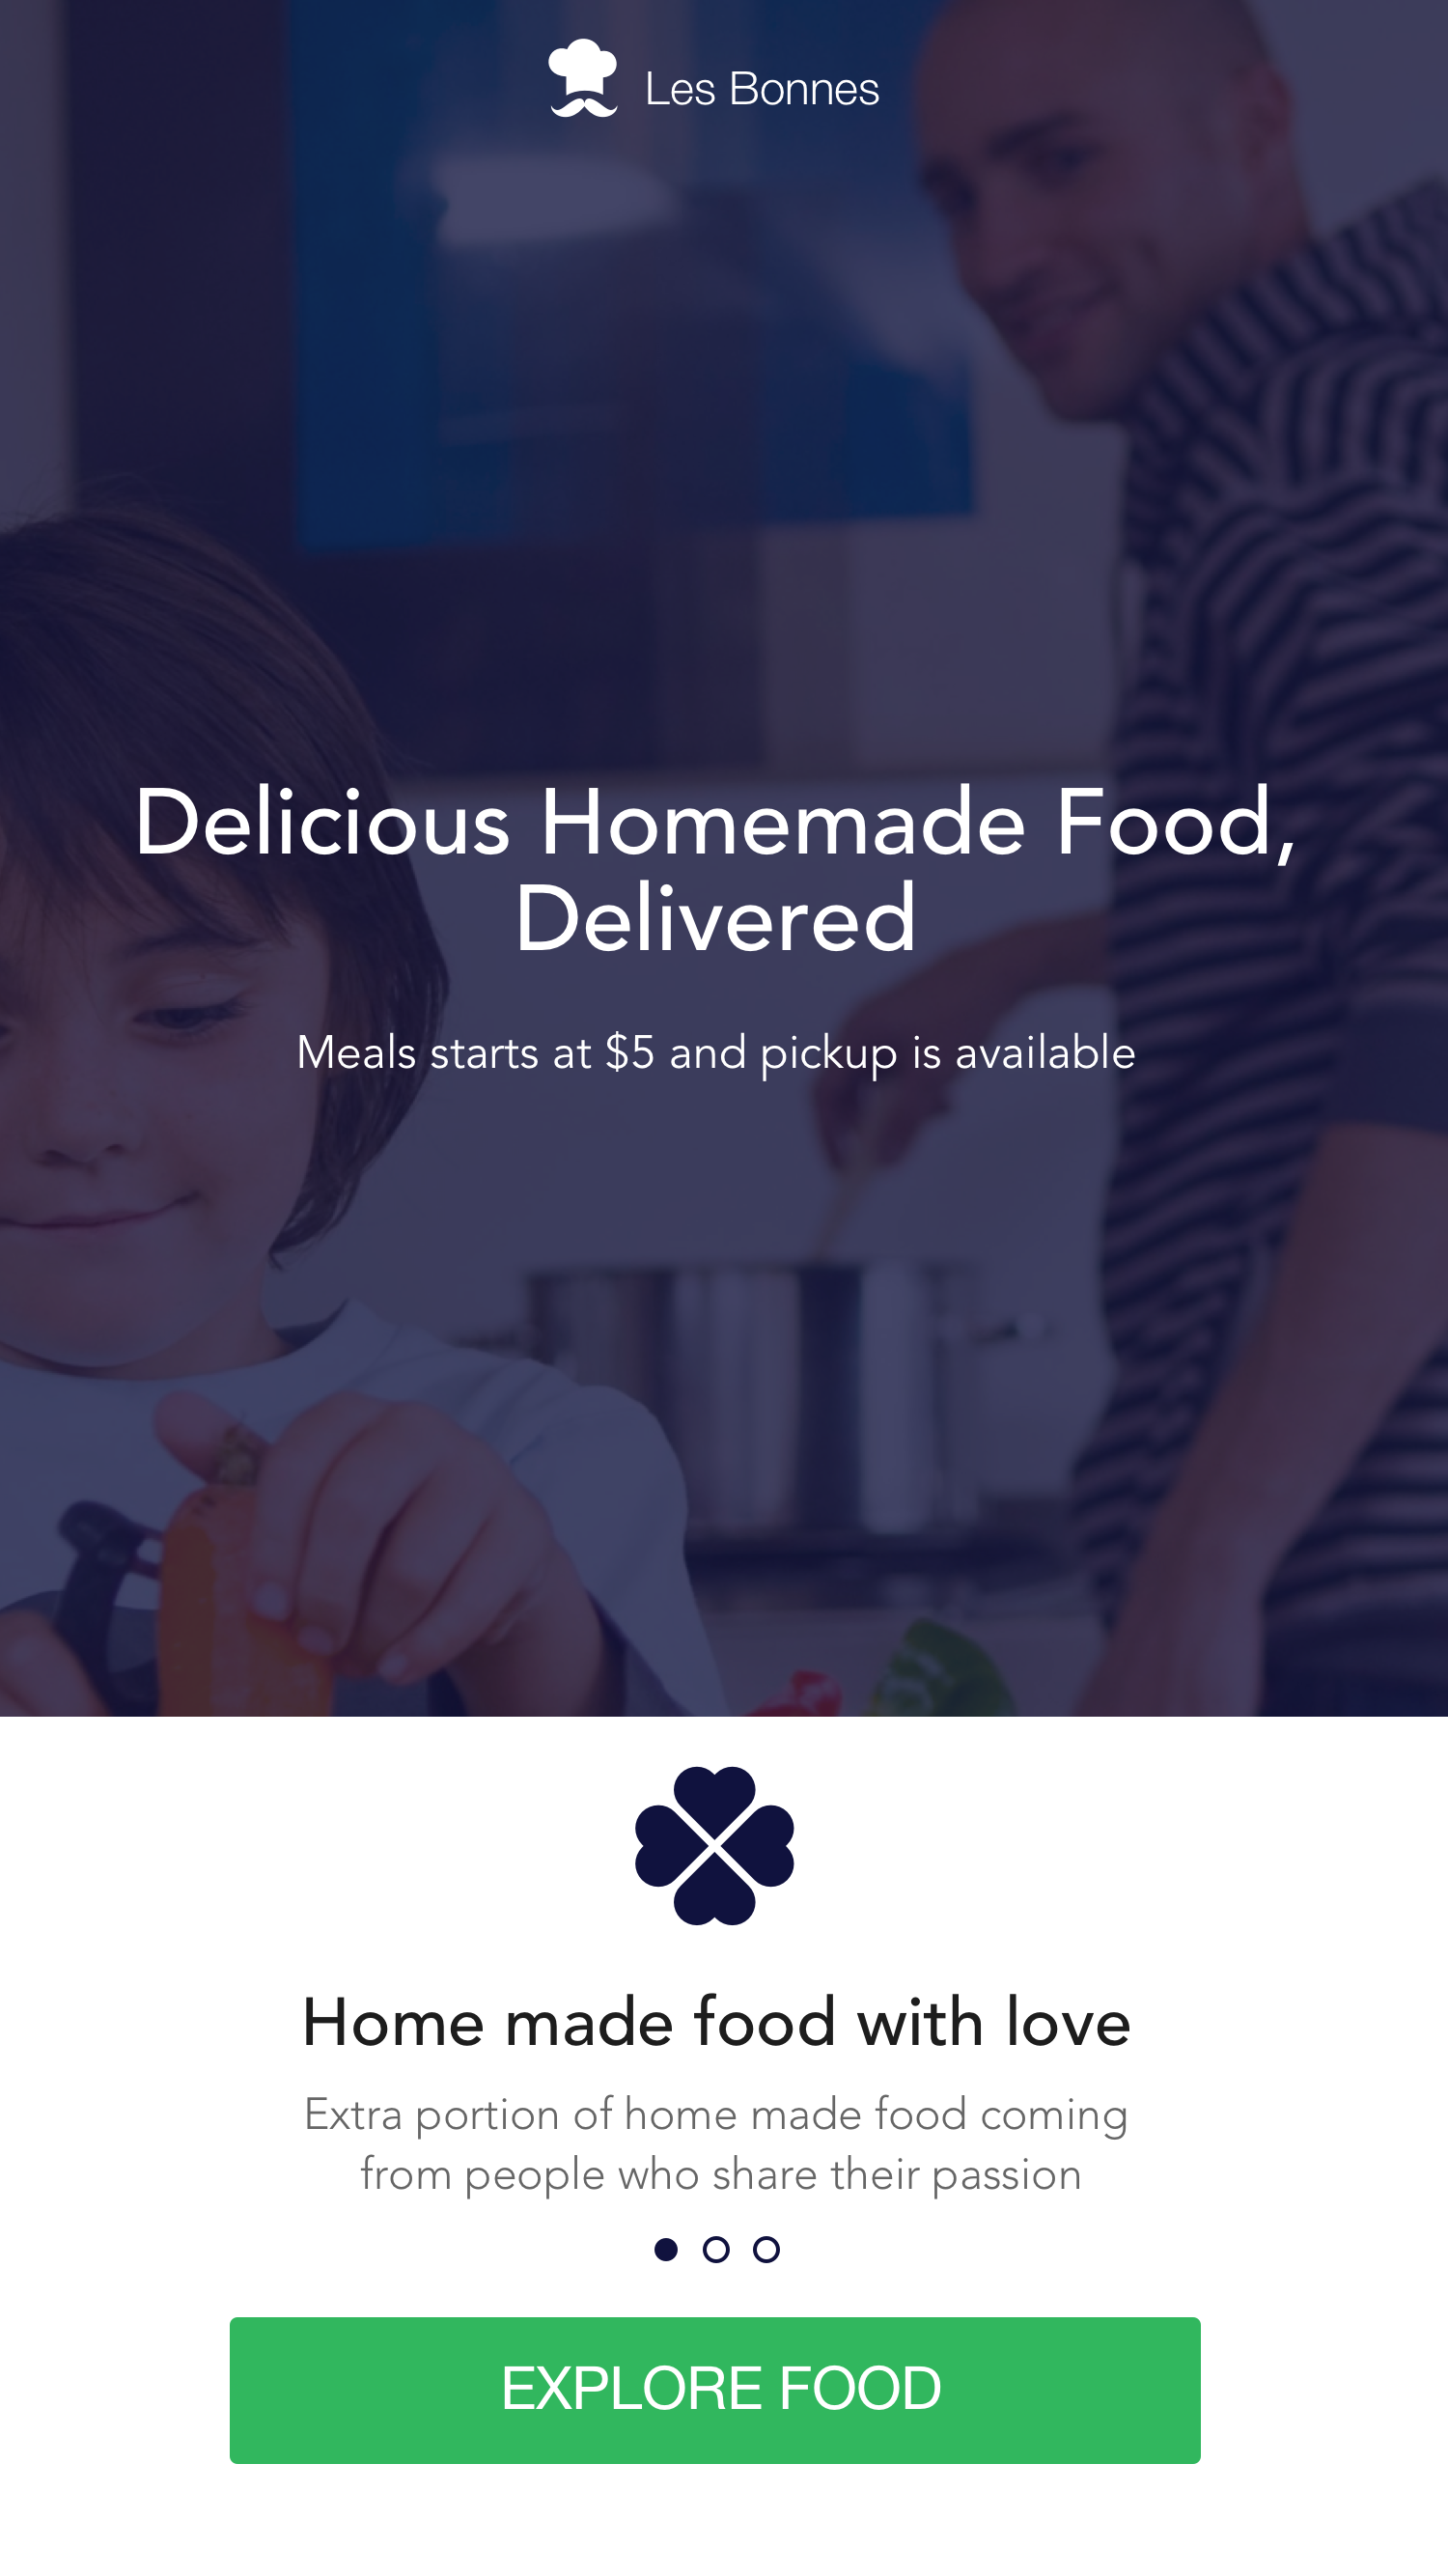 Les Bonnes
Delicious Homemade Food,
Delivered
Meals starts at $5 and pickup is available
Home made food with love
Extra portion of home made food coming
from people who share their passion
EXPLORE FOOD